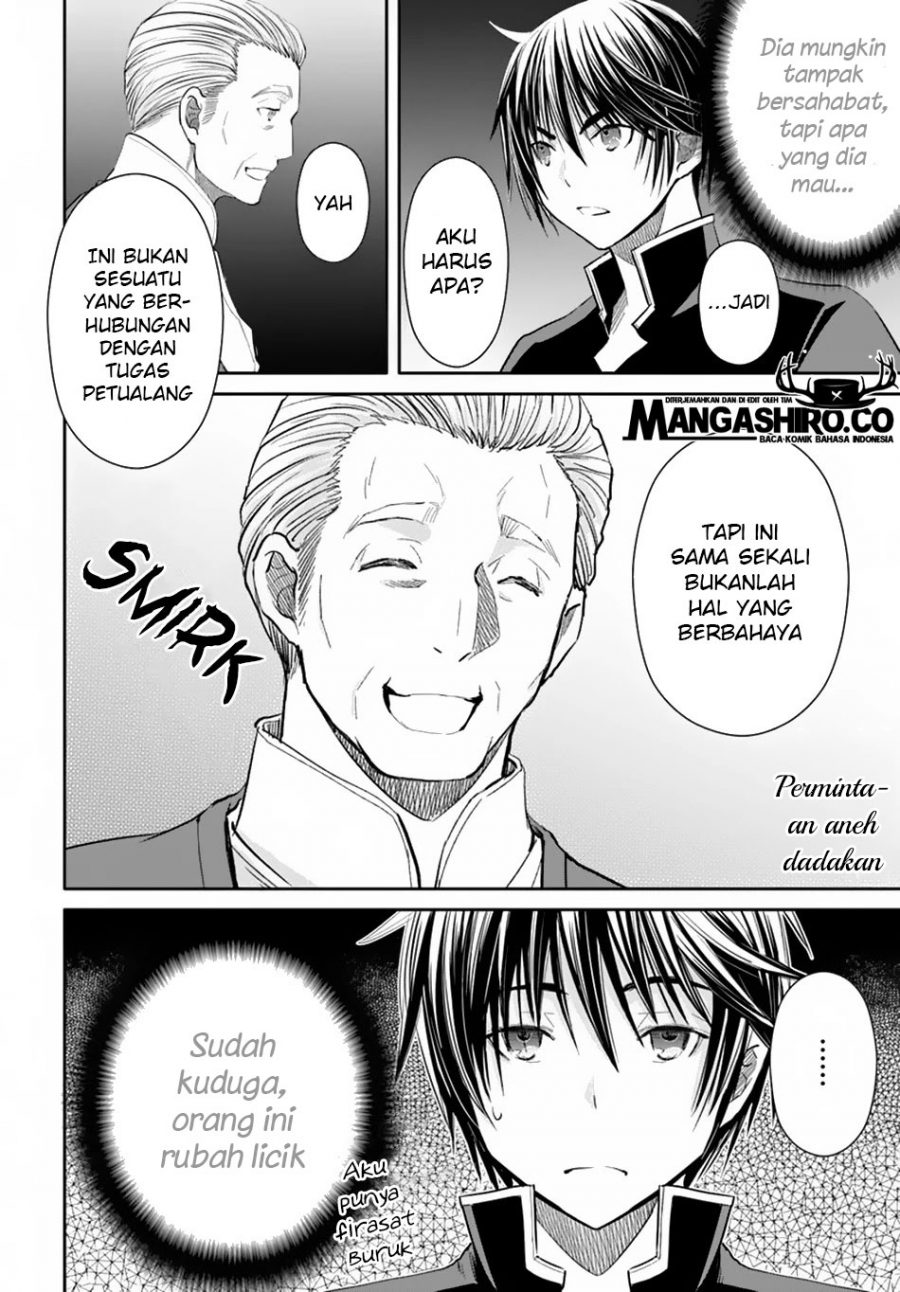 Dia mungkin
tampak
bersahabat,
tapi apa
yang dia
mau...
...JADI
AKU
HARUS
APA?
YAH
INI BUKAN
SESUATU
YANG BER-
HUBUNGAN
DENGAN
TUGAS
PETUALANG
DITERJEMAHKAN DAN DI EDIT OLEH TIM
MANGASHIRO.CO
BACA KOMIK BAHASA INDONESIA
TAPI INI
SAMA SEKALI
BUKANLAH
HAL YANG
BERBAHAYA
SMIRK
Perminta-
an aneh
dadakan
......
Sudah
kuduga,
orang ini
rubah licik
Aku
punya
firasat
Buruk